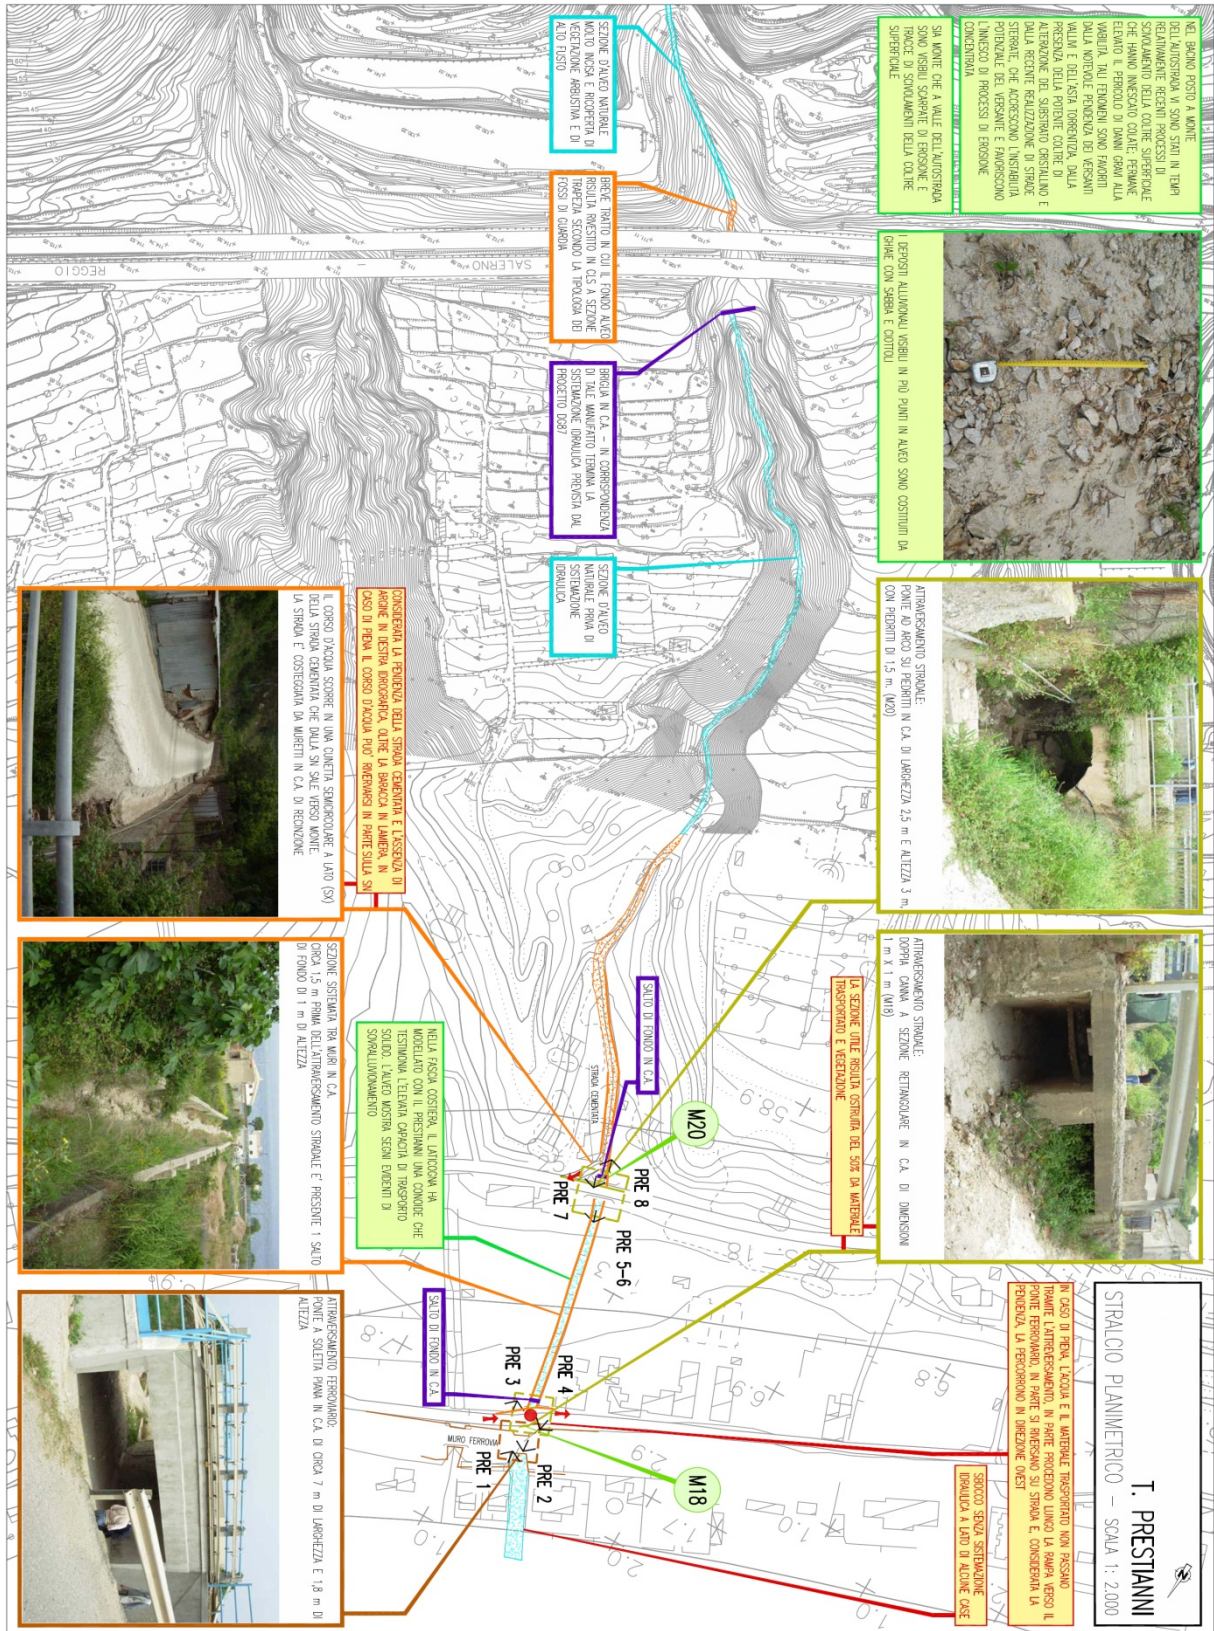 T. PRESTIANNI
STRALCIO PLANIMETRICO – SCALA 1: 2.000
NEL BACINO POSTO A MONTE
DELL'AUTOSTRADA VI SONO STATI IN TEMPI
RELATIVAMENTE RECENTI PROCESSI DI
SCIVOLAMENTO DELLA COLTRE SUPERFICIALE
CHE HANNO INNESCATO COLATE; PERMANE
ELEVATO IL PERICOLO DI DANNI GRAVI ALLA
VIABILITA'. TALI FENOMENI SONO FAVORITI
DALLA NOTEVOLE PENDENZA DEI VERSANTI
VALLIVI E DELL'ASTA TORRENTIZIA, DALLA
PRESENZA DELLA POTENTE COLTRE DI
ALTERAZIONE DEL SUBSTRATO CRISTALLINO E
DALLA RECENTE REALIZZAZIONE DI STRADE
STERRATE, CHE ACCRESCONO L'INSTABILITÀ
POTENZIALE DEL VERSANTE E FAVORISCONO
L'INNESCO DI PROCESSI DI EROSIONE
CONCENTRATA
SIA MONTE CHE A VALLE DELL'AUTOSTRADA
SONO VISIBILI SCARPATE DI EROSIONE E
TRACCE DI SCIVOLAMENTI DELLA COLTRE
SUPERFICIALE
I DEPOSITI ALLUVIONALI VISIBILI IN PIÙ PUNTI IN ALVEO SONO COSTITUITI DA
GHIAIE CON SABBIA E CIOTTOLI
ATTRAVERSAMENTO STRADALE:
PONTE AD ARCO SU PIEDRITTI IN C.A. DI LARGHEZZA 2,5 m E ALTEZZA 3 m,
CON PIEDRITTI DI 1,5 m. (M20)
ATTRAVERSAMENTO STRADALE:
DOPPIA CANNA A SEZIONE RETTANGOLARE IN C.A. DI DIMENSIONI
1 m X 1 m (M18)
LA SEZIONE UTILE RISULTA OSTRUITA DEL 50% DA MATERIALE
TRASPORTATO E VEGETAZIONE
IN CASO DI PIENA, L'ACQUA E IL MATERIALE TRASPORTATO NON PASSANO
TRAMITE L'ATTREVERSAMENTO, IN PARTE PROCEDONO LUNGO LA RAMPA VERSO IL
PONTE FERROVIARIO, IN PARTE SI RIVERSANO SU STRADA E, CONSIDERATA LA
PENDENZA, LA PERCORRONO IN DIREZIONE OVEST
SBOCCO SENZA SISTEMAZIONE
IDRAULICA A LATO DI ALCUNE CASE
SEZIONE D'ALVEO NATURALE
MOLTO INCISA E RICOPERTA DI
VEGETAZIONE ARBUSTIVA E DI
ALTO FUSTO
BREVE TRATTO IN CUI IL FONDO ALVEO
RISULTA RIVESTITO IN CLS A SEZIONE
TRAPEZIA SECONDO LA TIPOLOGIA DEI
FOSSI DI GUARDIA
BRIGLIA IN C.A. – IN CORRISPONDENZA
DI TALE MANUFATTO TERMINA LA
SISTEMAZIONE IDRAULICA PREVISTA DAL
PROGETTO DG87
SEZIONE D'ALVEO
NATURALE PRIVA DI
SISTEMAZIONE
IDRAULICA
SALTO DI FONDO IN C.A.
STRADA CEMENTATA
M20
PRE 8
PRE 7
PRE 5-6
PRE 4
PRE 3
PRE 2
PRE 1
M18
SALTO DI FONDO IN C.A.
MURO FERROVIA
SALERNO
REGGIO
58.9
6.9
2.9
NELLA FASCIA COSTIERA, IL LATICOGNA HA
MODELLATO CON IL PRESTIANNI UNA CONOIDE CHE
TESTIMONIA L'ELEVATA CAPACITÀ DI TRASPORTO
SOLIDO. L'ALVEO MOSTRA SEGNI EVIDENTI DI
SOVRALLUVIONAMENTO
CONSIDERATA LA PENDENZA DELLA STRADA CEMENTATA E L'ASSENZA DI
ARGINE IN DESTRA IDROGRAFICA, OLTRE LA BARACCA IN LAMIERA, IN
CASO DI PIENA IL CORSO D'ACQUA PUO' RIVERVARSI IN PARTE SULLA SN
IL CORSO D'ACQUA SCORRE IN UNA CUNETTA SEMICIRCOLARE A LATO (SX)
DELLA STRADA CEMENTATA CHE DALLA SN SALE VERSO MONTE.
LA STRADA E' COSTEGGIATA DA MURETTI IN C.A. DI RECINZIONE
SEZIONE SISTEMATA TRA MURI IN C.A.
CIRCA 1,5 m PRIMA DELL'ATTRAVERSAMENTO STRADALE E' PRESENTE 1 SALTO
DI FONDO DI 1 m DI ALTEZZA
ATTRAVERSAMENTO FERROVIARIO:
PONTE A SOLETTA PIANA IN C.A. DI CIRCA 7 m DI LARGHEZZA E 1,8 m DI
ALTEZZA